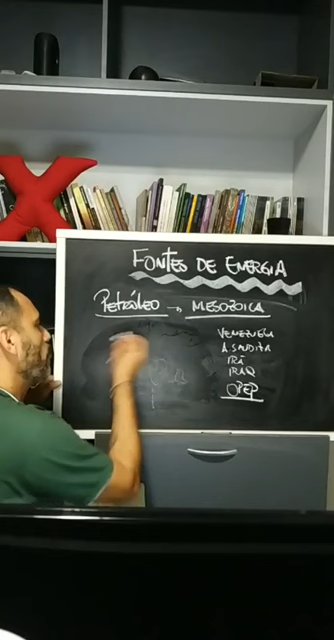 FONTES DE ENERGIA
PETRÓLEO → MESOZOICA
VENEZUELA
A SAUDITA
IRÃ
IRAQ
OPEP